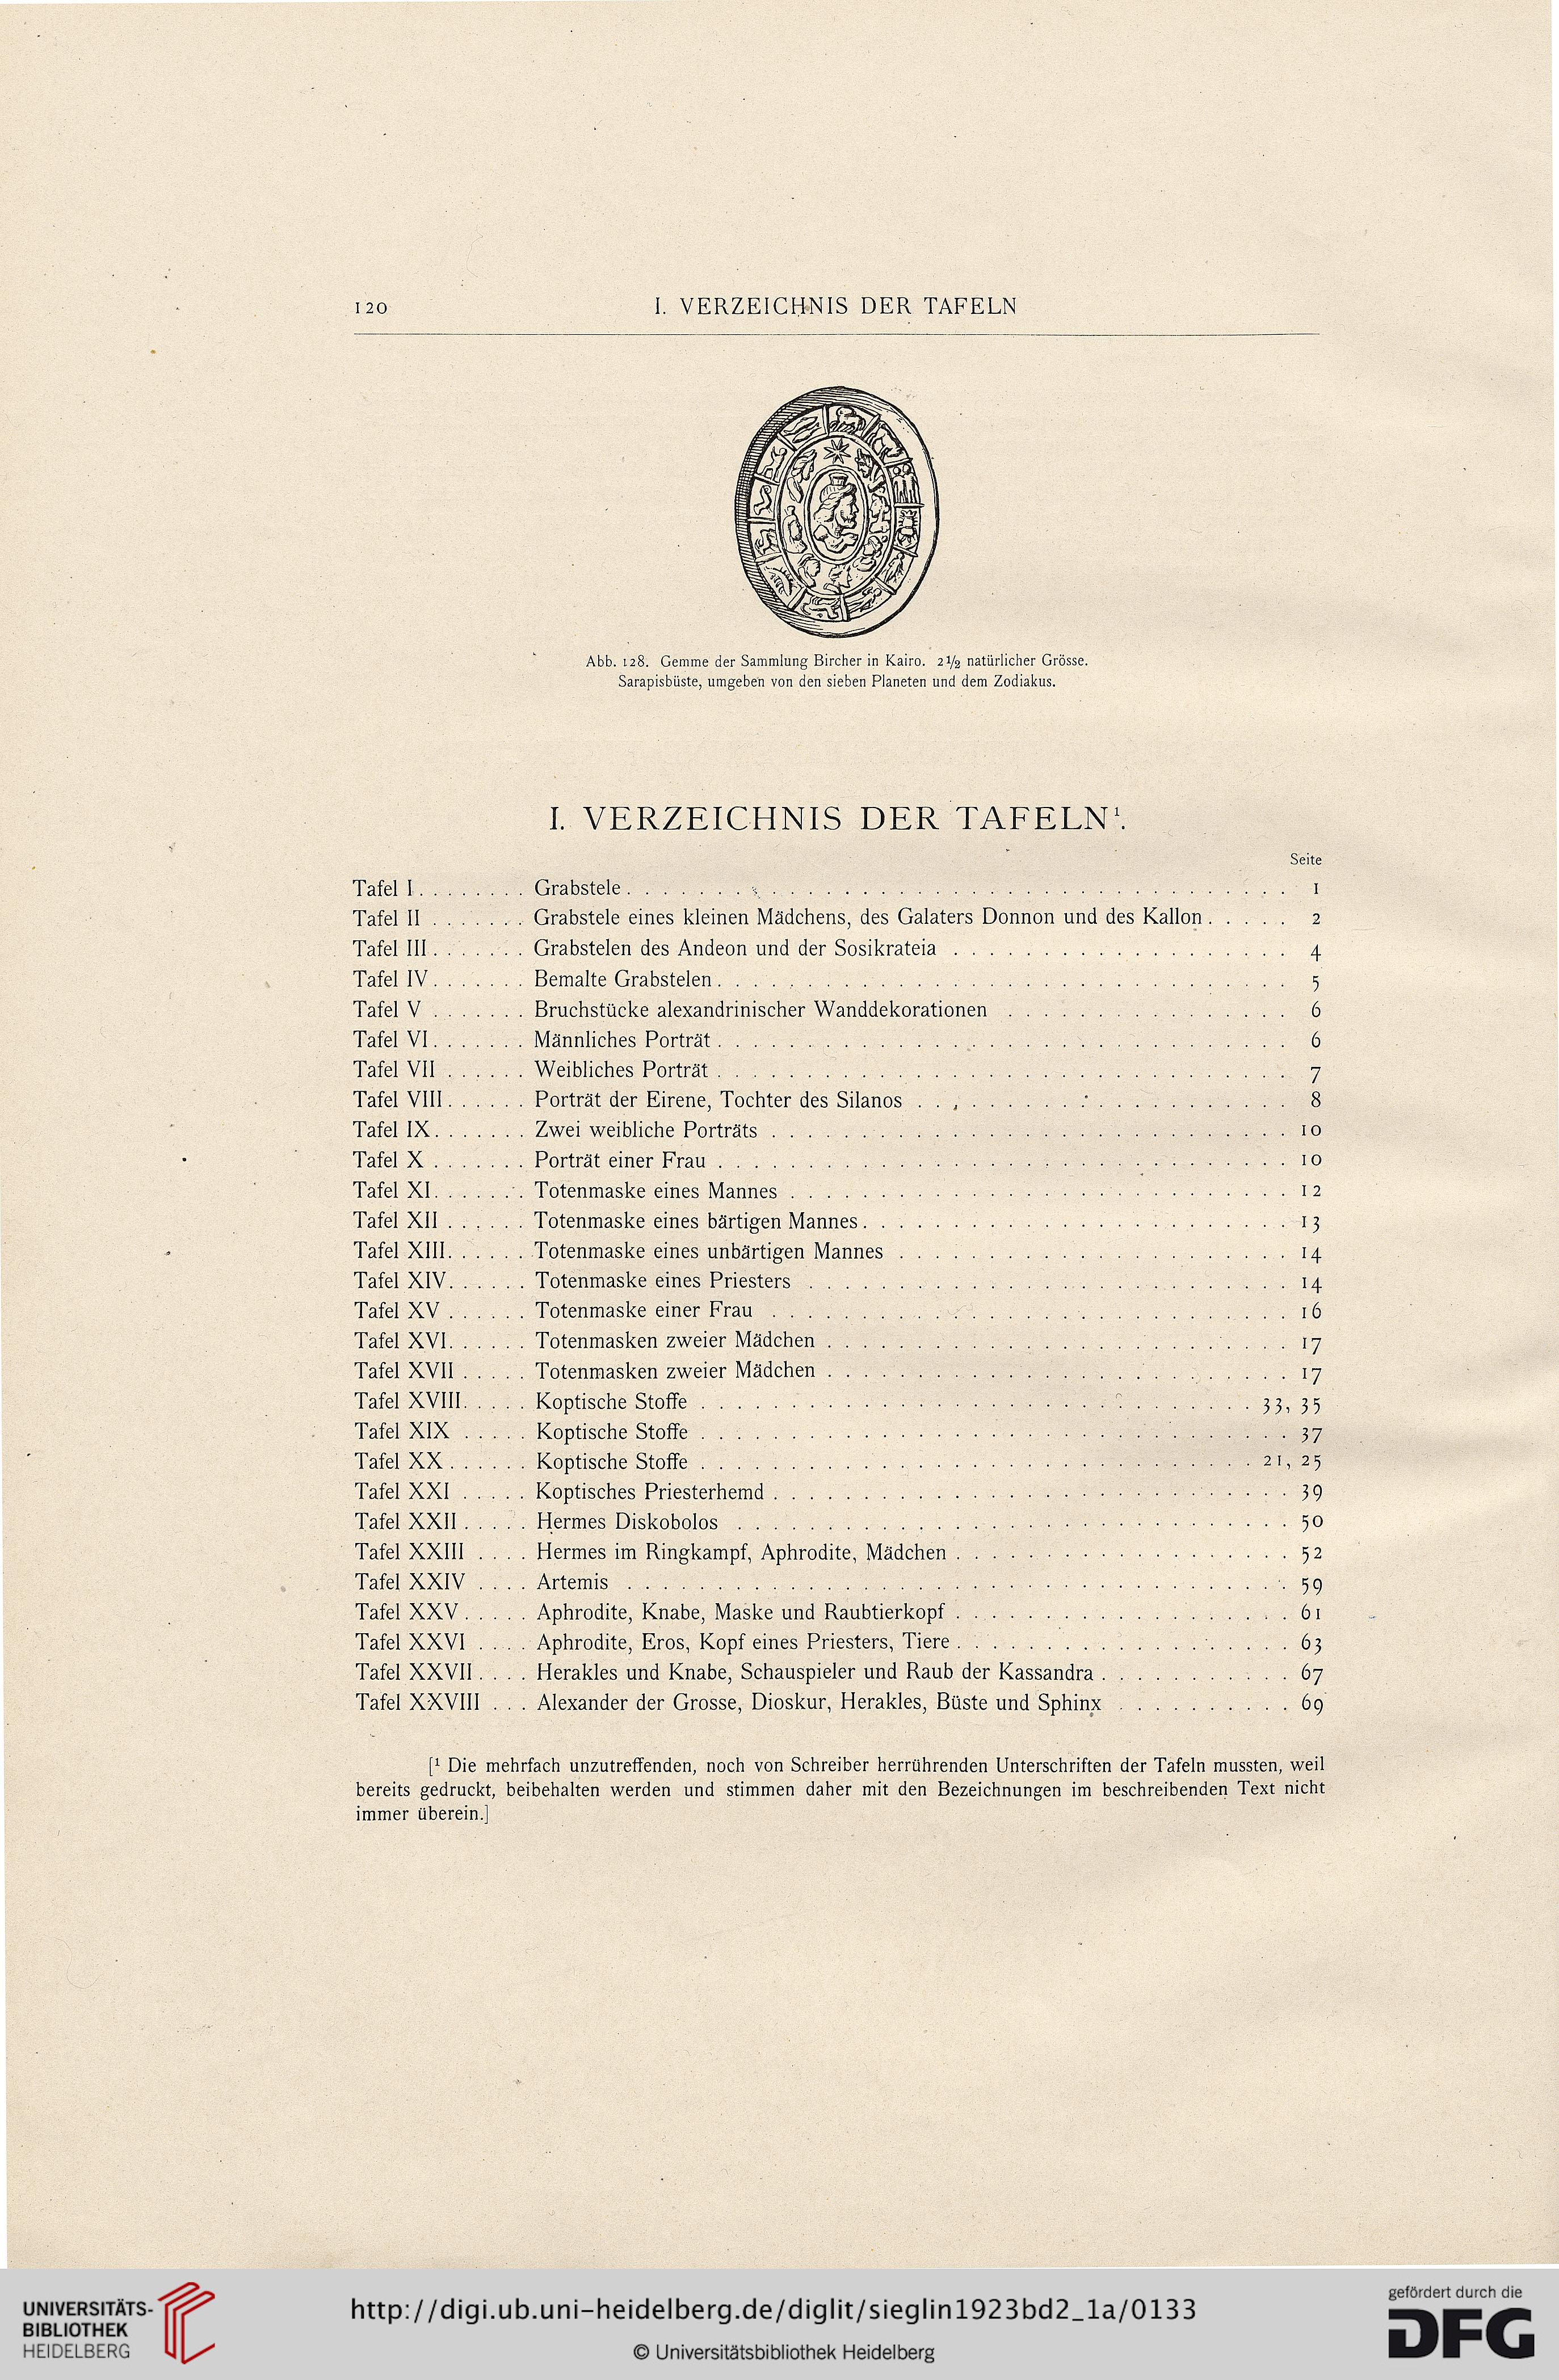 120 I. VERZEICHNIS DER TAFELN
Abb. 128. Gemme der Sammlung Bircher in Kairo. 2½ natürlicher Grösse.
Sarapisbüste, umgeben von den sieben Planeten und dem Zodiakus.
I. VERZEICHNIS DER TAFELN¹.
Seite
Tafel I . . . . . . . . Grabstele . . . . . 1
Tafel II . . . . . . . Grabstele eines kleinen Mädchens, des Galaters Donnon und des Kallon . . . . . 2
Tafel III . . . . . . . Grabstelen des Andeon und der Sosikrateia . . . . . 4
Tafel IV . . . . . . . Bemalte Grabstelen . . . . . 5
Tafel V . . . . . . . Bruchstücke alexandrinischer Wanddekorationen . . . . . 6
Tafel VI . . . . . . . Männliches Porträt . . . . . 6
Tafel VII . . . . . . Weibliches Porträt . . . . . 7
Tafel VIII . . . . . . Porträt der Eirene, Tochter des Silanos . . . . . 8
Tafel IX . . . . . . . Zwei weibliche Porträts . . . . . 10
Tafel X . . . . . . . Porträt einer Frau . . . . . 10
Tafel XI . . . . . . . Totenmaske eines Mannes . . . . . 12
Tafel XII . . . . . . Totenmaske eines bärtigen Mannes . . . . . 13
Tafel XIII . . . . . . Totenmaske eines unbärtigen Mannes . . . . . 14
Tafel XIV . . . . . . Totenmaske eines Priesters . . . . . 14
Tafel XV . . . . . . Totenmaske einer Frau . . . . . 16
Tafel XVI . . . . . . Totenmasken zweier Mädchen . . . . . 17
Tafel XVII . . . . . Totenmasken zweier Mädchen . . . . . 17
Tafel XVIII . . . . . Koptische Stoffe . . . . . 33, 35
Tafel XIX . . . . . Koptische Stoffe . . . . . 37
Tafel XX . . . . . . Koptische Stoffe . . . . . 21, 25
Tafel XXI . . . . . Koptisches Priesterhemd . . . . . 39
Tafel XXII . . . . . Hermes Diskobolos . . . . . 50
Tafel XXIII . . . . Hermes im Ringkampf, Aphrodite, Mädchen . . . . . 52
Tafel XXIV . . . . Artemis . . . . . 59
Tafel XXV . . . . . Aphrodite, Knabe, Maske und Raubtierkopf . . . . . 61
Tafel XXVI . . . . Aphrodite, Eros, Kopf eines Priesters, Tiere . . . . . 63
Tafel XXVII . . . . Herakles und Knabe, Schauspieler und Raub der Kassandra . . . . . 67
Tafel XXVIII . . . Alexander der Grosse, Dioskur, Herakles, Büste und Sphinx . . . . . 69
[¹ Die mehrfach unzutreffenden, noch von Schreiber herrührenden Unterschriften der Tafeln mussten, weil
bereits gedruckt, beibehalten werden und stimmen daher mit den Bezeichnungen im beschreibenden Text nicht
immer überein.]
UNIVERSITÄTS-
BIBLIOTHEK
HEIDELBERG
http://digi.ub.uni-heidelberg.de/diglit/sieglin1923bd2_1a/0133
© Universitätsbibliothek Heidelberg
gefördert durch die
DFG